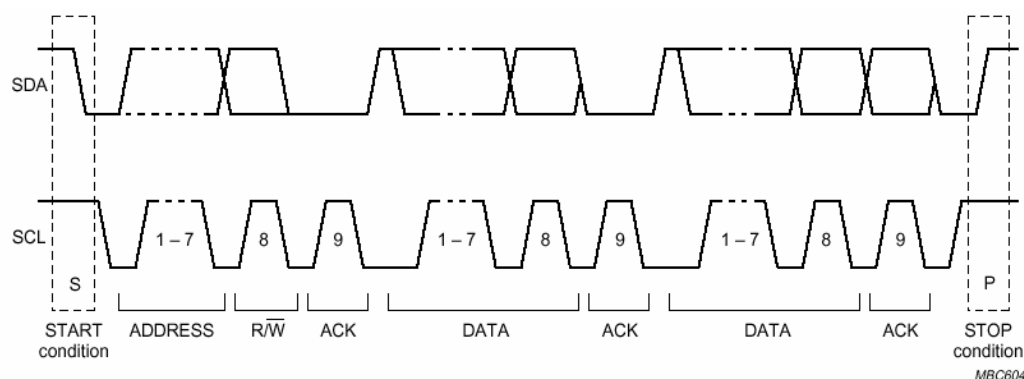 SDA
SCL
1 – 7 8 9 1 – 7 8 9 1 – 7 8 9
S P
START condition ADDRESS R/W̅ ACK DATA ACK DATA ACK STOP condition
MBC604